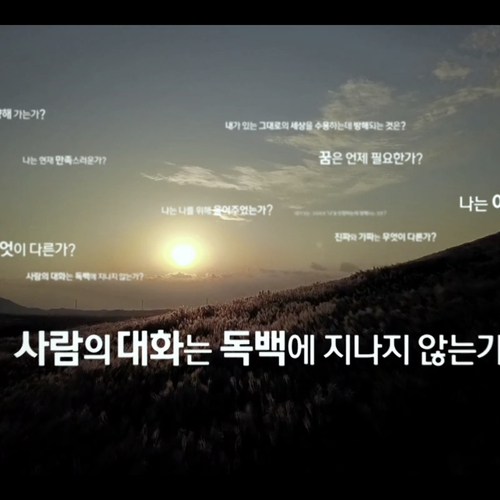 해 가는가?
내가 있는 그대로의 세상을 수용하는데 방해되는 것은?
나는 현재 만족스러운가?
꿈은 언제 필요한가?
나는 나를 위해 울어주었는가?
나는
진짜와 가짜는 무엇이 다른가?
엇이 다른가?
사람의 대화는 독백에 지나지 않는가?
사람의 대화는 독백에 지나지 않는가